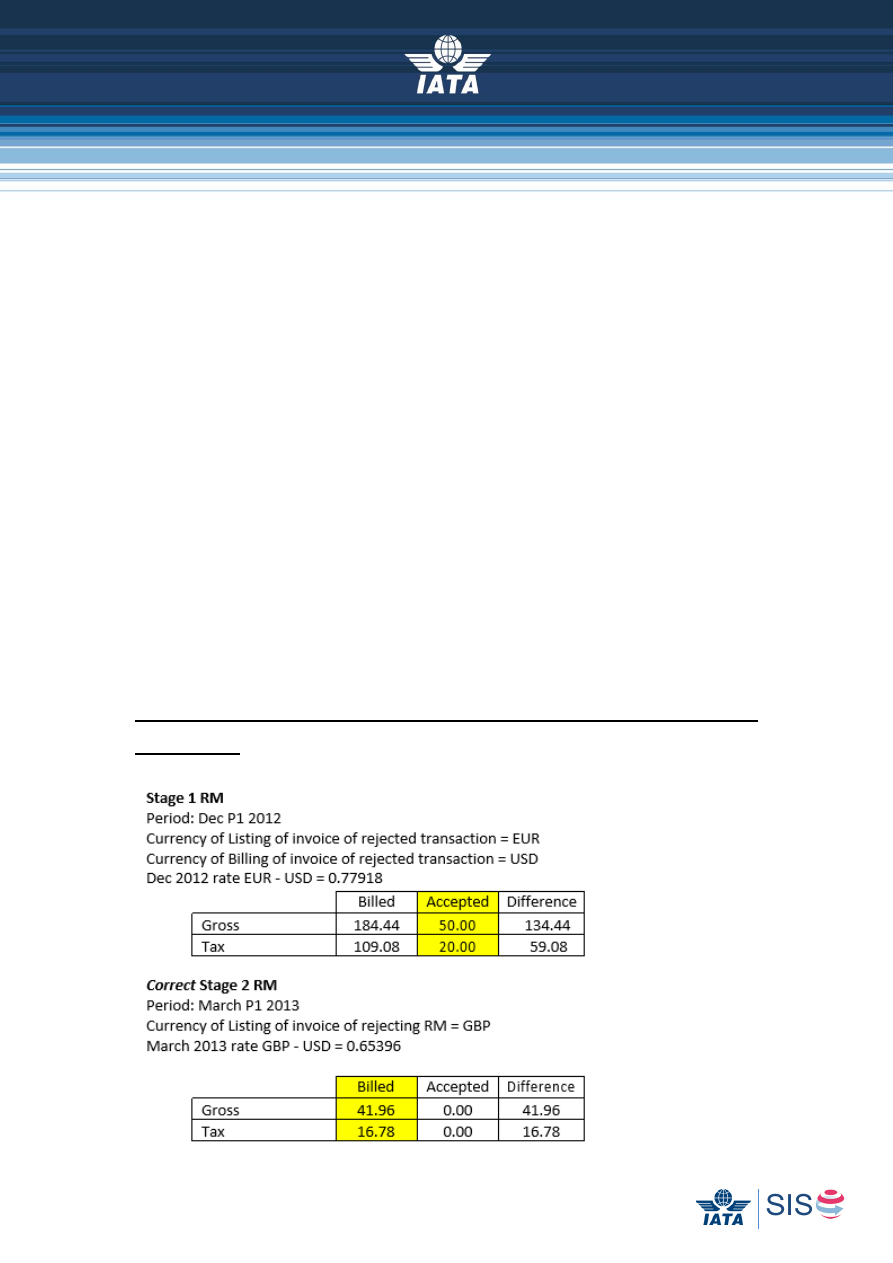 IATA
Stage 1 RM
Period: Dec P1 2012
Currency of Listing of invoice of rejected transaction = EUR
Currency of Billing of invoice of rejected transaction = USD
Dec 2012 rate EUR - USD = 0.77918
Billed Accepted Difference
Gross 184.44 50.00 134.44
Tax 109.08 20.00 59.08
Correct Stage 2 RM
Period: March P1 2013
Currency of Listing of invoice of rejecting RM = GBP
March 2013 rate GBP - USD = 0.65396
Billed Accepted Difference
Gross 41.96 0.00 41.96
Tax 16.78 0.00 16.78
IATA SIS